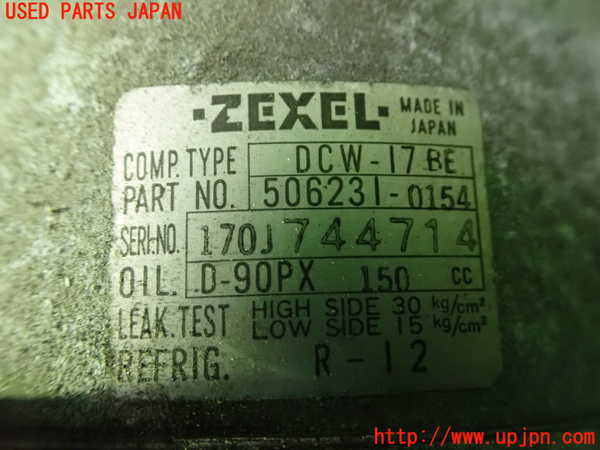 USED PARTS JAPAN
·ZEXEL· MADE IN JAPAN
COMP. TYPE DCW-17BE
PART NO. 506231-0154
SERI-NO. 170J744714
OIL. D-90PX 150 CC
LEAK.TEST HIGH SIDE 30 kg/cm²
LOW SIDE 15 kg/cm²
REFRIG. R-12
http://www.upjpn.com/